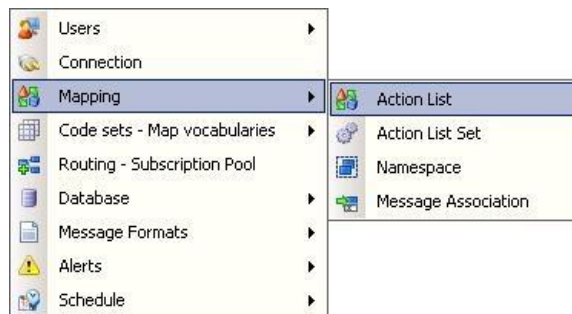 Users
Connection
Mapping
Code sets - Map vocabularies
Routing - Subscription Pool
Database
Message Formats
Alerts
Schedule
Action List
Action List Set
Namespace
Message Association